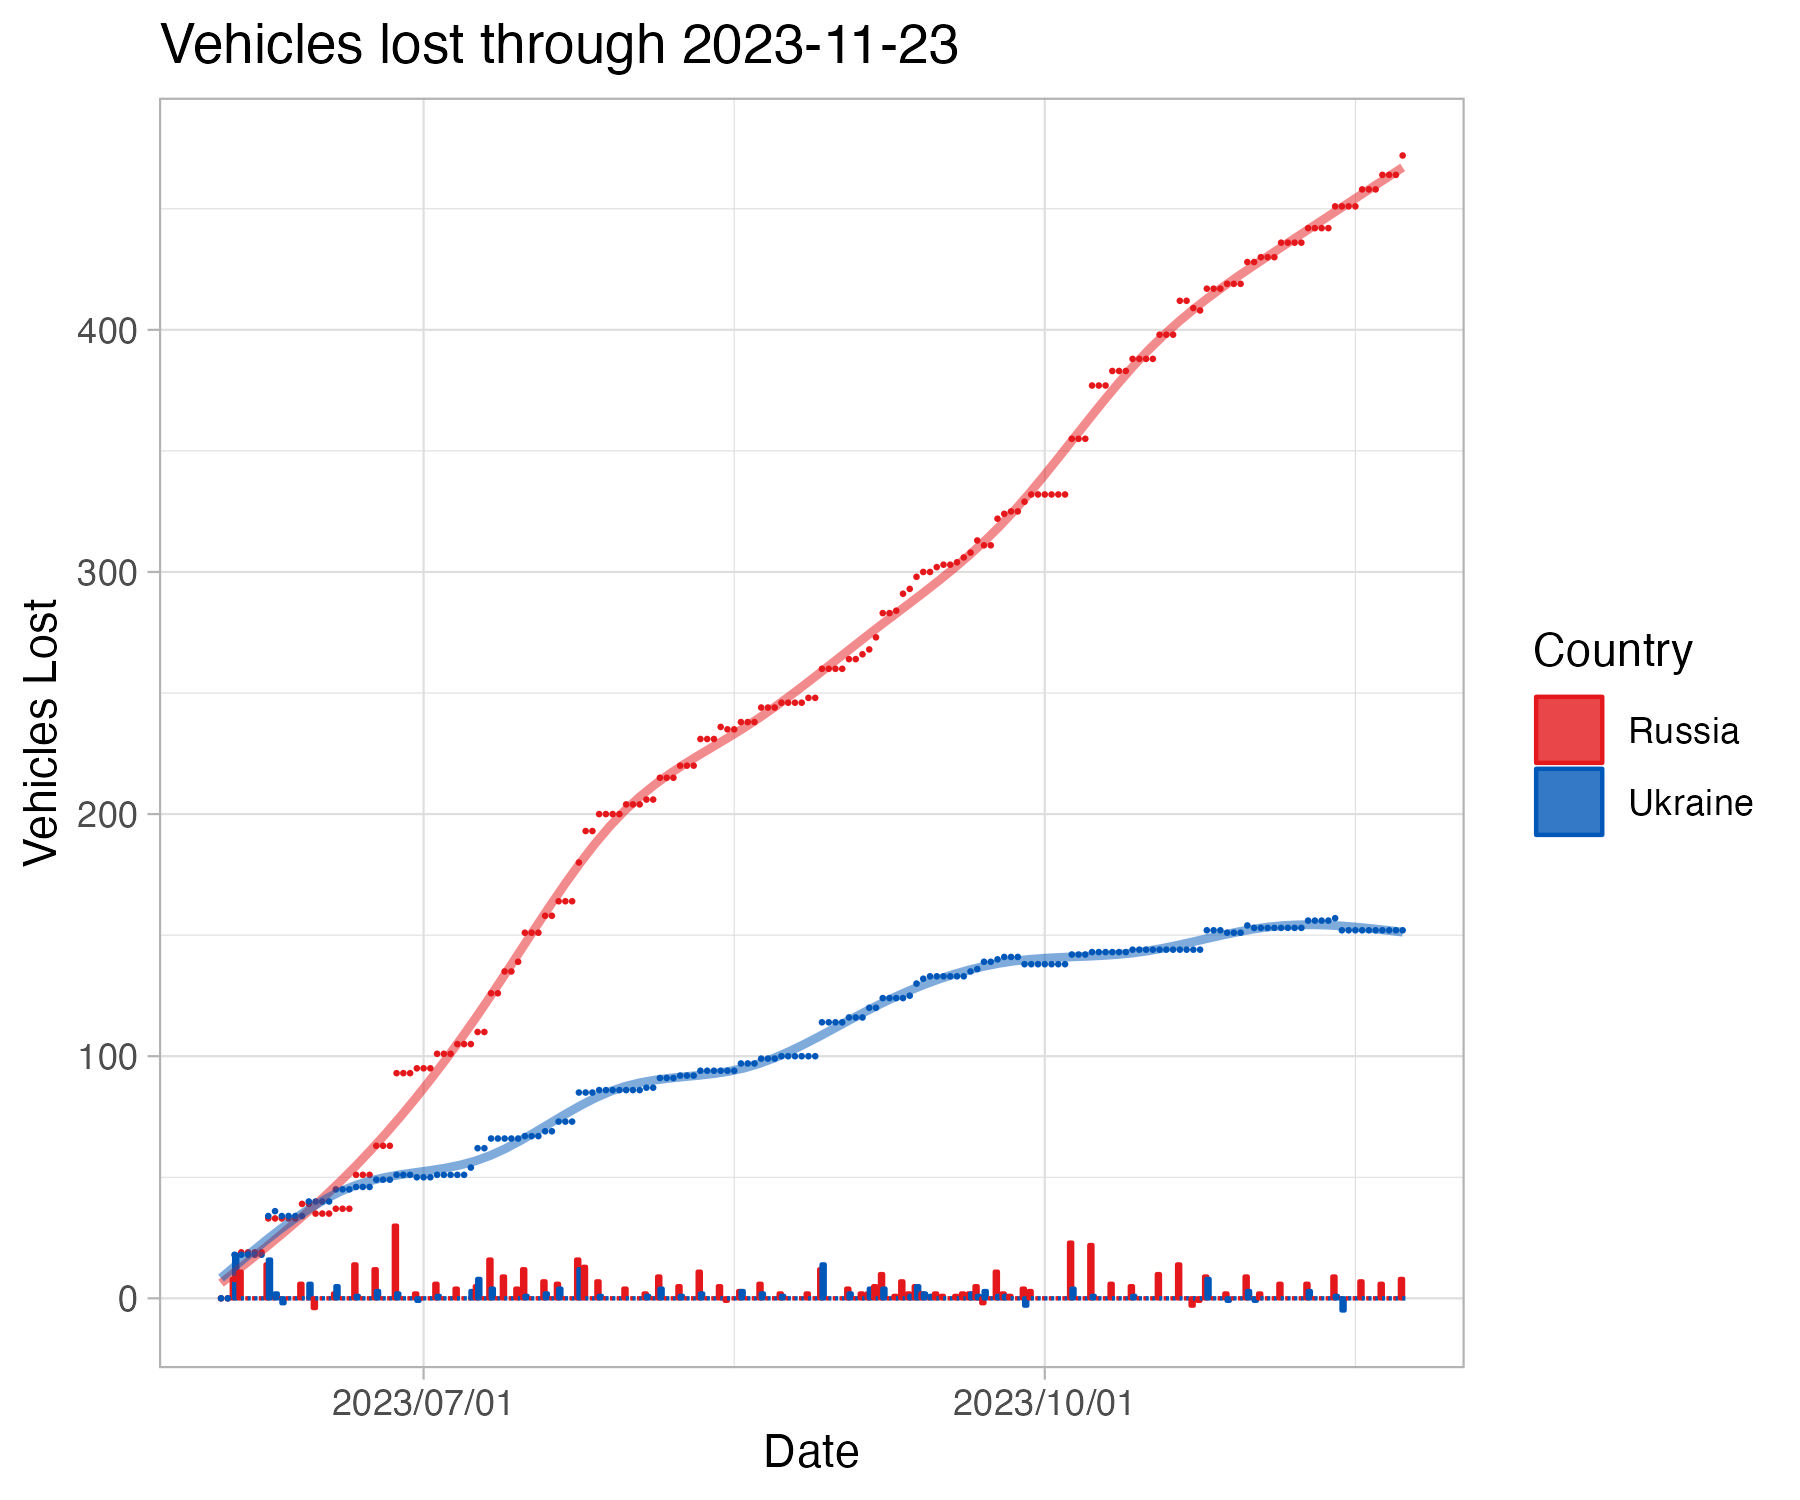 Vehicles lost through 2023-11-23
Vehicles Lost
400
300
200
100
0
2023/07/01
2023/10/01
Date
Country
Russia
Ukraine